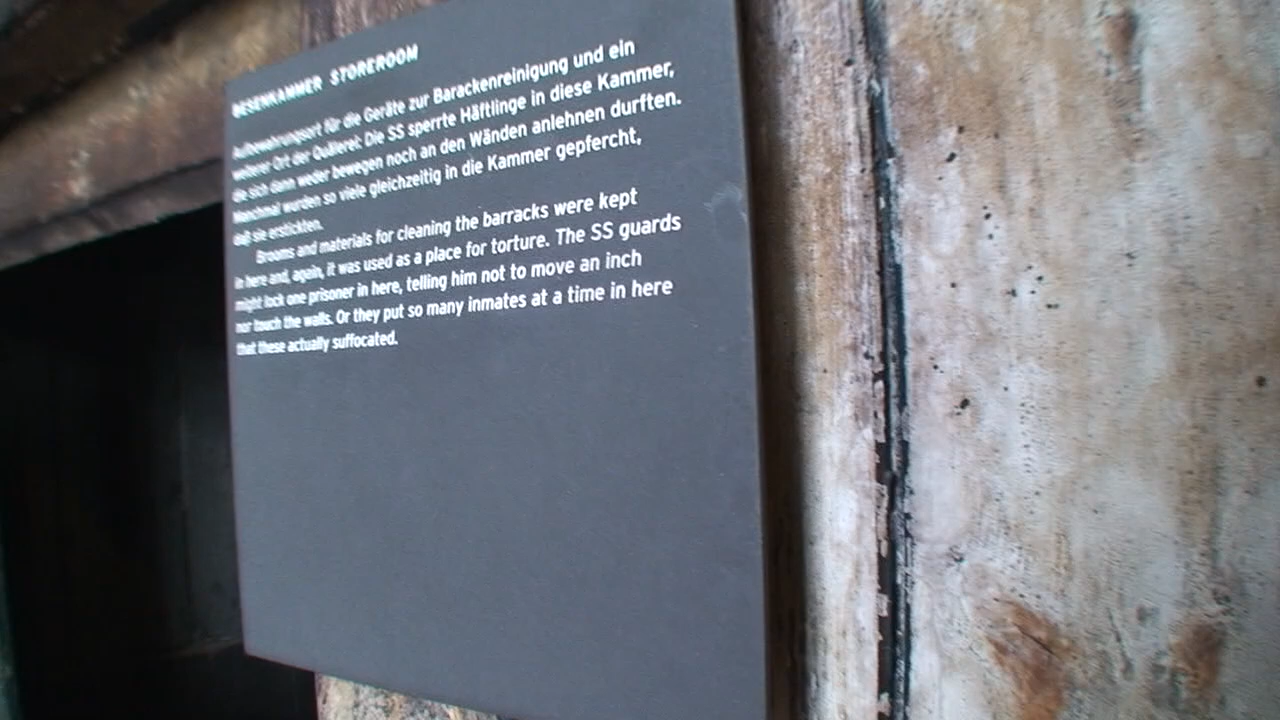 BESENKAMMER STOREROOM
Aufbewahrungsort für die Geräte zur Barackenreinigung und ein
weiterer Ort der Quälerei: Die SS sperrte Häftlinge in diese Kammer,
die sich dann weder bewegen noch an den Wänden anlehnen durften.
Manchmal wurden so viele gleichzeitig in die Kammer gepfercht,
daß sie erstickten.
Brooms and materials for cleaning the barracks were kept
in here and, again, it was used as a place for torture. The SS guards
might lock one prisoner in here, telling him not to move an inch
nor touch the walls. Or they put so many inmates at a time in here
that these actually suffocated.